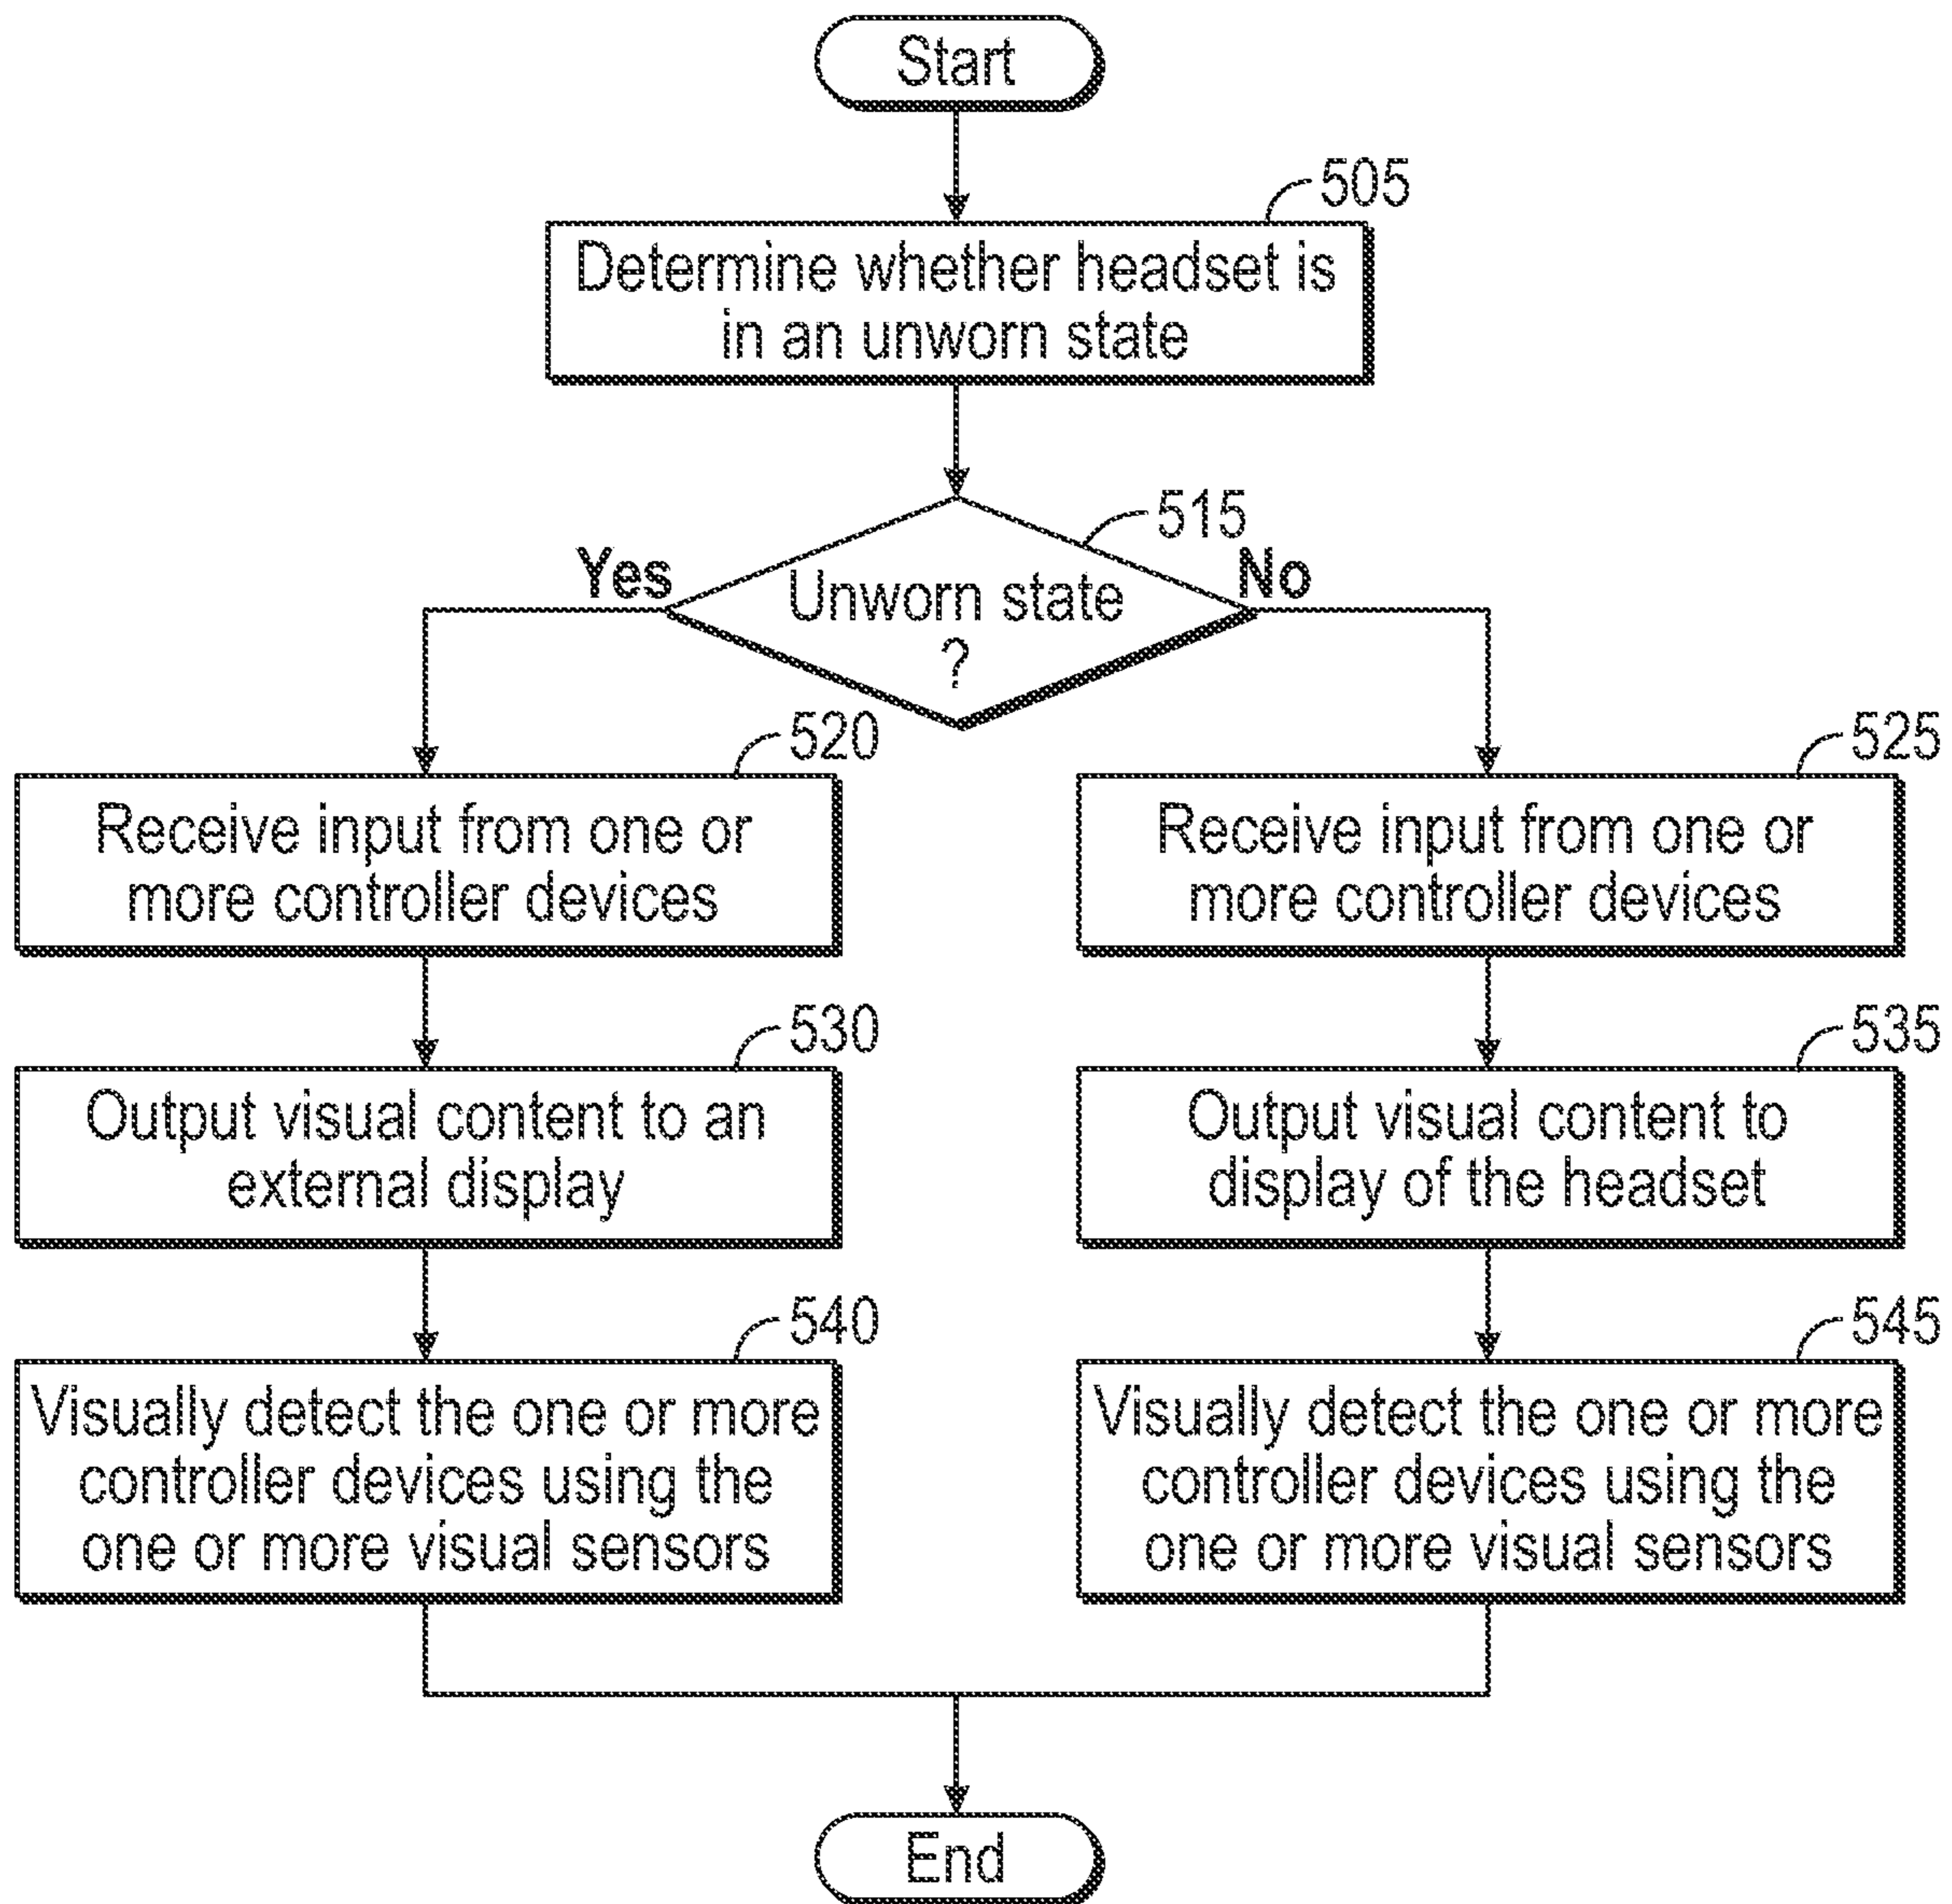 Start
505
Determine whether headset is
in an unworn state
515
Yes
No
Unworn state
?
520
Receive input from one or
more controller devices
525
Receive input from one or
more controller devices
530
Output visual content to an
external display
535
Output visual content to
display of the headset
540
Visually detect the one or more
controller devices using the
one or more visual sensors
545
Visually detect the one or more
controller devices using the
one or more visual sensors
End